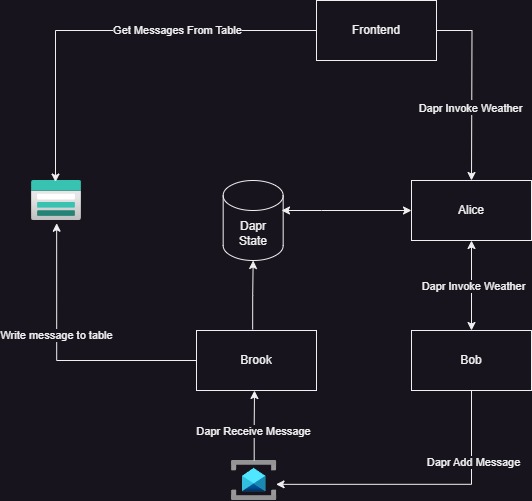 Get Messages From Table
Frontend
Dapr Invoke Weather
Dapr
State
Alice
Dapr Invoke Weather
Write message to table
Brook
Bob
Dapr Receive Message
Dapr Add Message